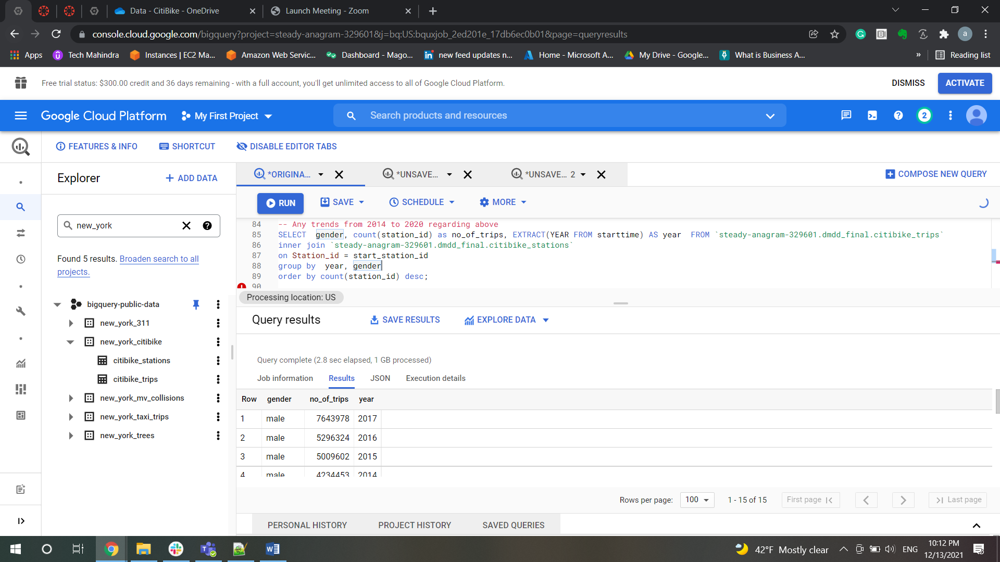 Data - CitiBike - OneDrive
Launch Meeting - Zoom
console.cloud.google.com/bigquery?project=steady-anagram-329601&j=bq:US:bquxjob_2ed201e_17db6ec0b01&page=queryresults
Apps Tech Mahindra Instances | EC2 Ma... Amazon Web Servic... Dashboard - Mago... new feed updates n... Home - Microsoft A... My Drive - Google... What is Business A... » Reading list
Free trial status: $300.00 credit and 36 days remaining - with a full account, you'll get unlimited access to all of Google Cloud Platform.
DISMISS
ACTIVATE
Google Cloud Platform
My First Project
Search products and resources
2
a
FEATURES & INFO
SHORTCUT
DISABLE EDITOR TABS
Explorer
+ ADD DATA
*ORIGINA...
*UNSAVE...
*UNSAVE... 2
COMPOSE NEW QUERY
RUN
SAVE
SCHEDULE
MORE
new_york
Found 5 results. Broaden search to all
projects.
bigquery-public-data
new_york_311
new_york_citibike
citibike_stations
citibike_trips
new_york_mv_collisions
new_york_taxi_trips
new_york_trees
84 -- Any trends from 2014 to 2020 regarding above
85 SELECT gender, count(station_id) as no_of_trips, EXTRACT(YEAR FROM starttime) AS year FROM `steady-anagram-329601.dmdd_final.citibike_trips`
86 inner join `steady-anagram-329601.dmdd_final.citibike_stations`
87 on Station_id = start_station_id
88 group by year, gender
89 order by count(station_id) desc;
90
Processing location: US
Query results
SAVE RESULTS
EXPLORE DATA
Query complete (2.8 sec elapsed, 1 GB processed)
Job information Results JSON Execution details
Row gender no_of_trips year
1 male 7643978 2017
2 male 5296324 2016
3 male 5009602 2015
4 male 4234453 2014
Rows per page: 100 1 - 15 of 15 First page Last page
PERSONAL HISTORY PROJECT HISTORY SAVED QUERIES
42°F Mostly clear
ENG
10:12 PM
12/13/2021